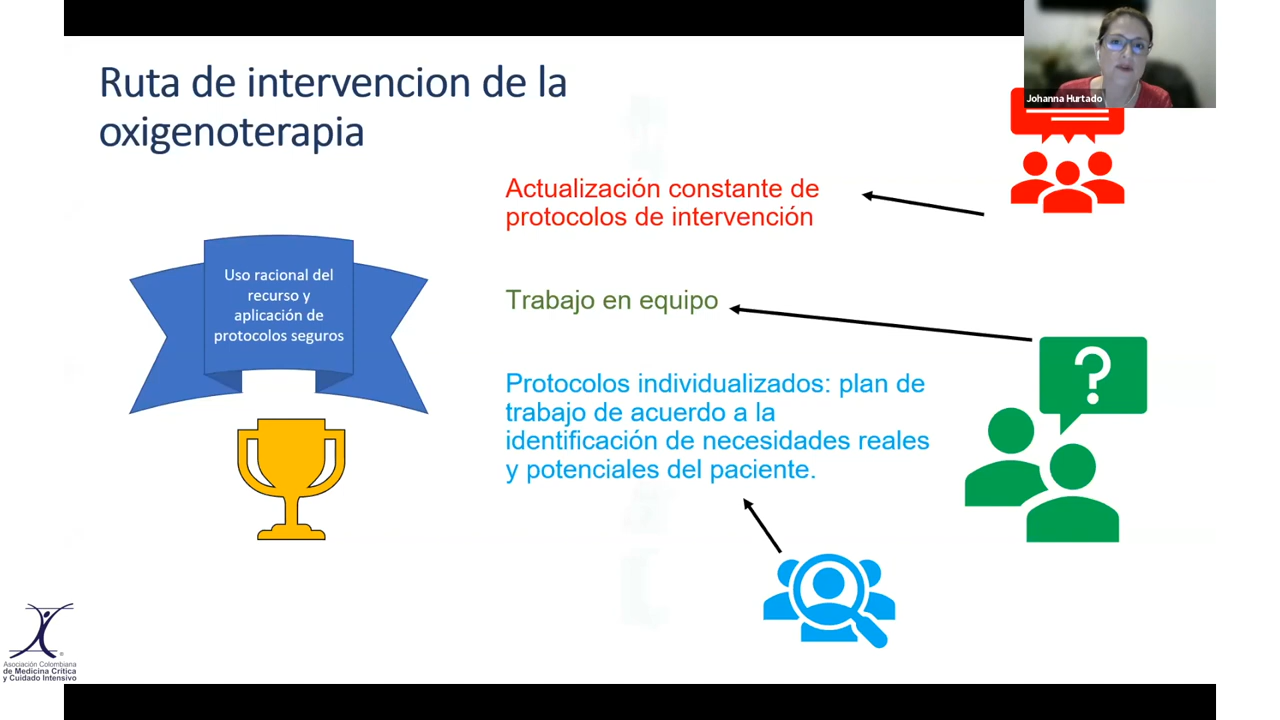 Ruta de intervencion de la
oxigenoterapia
Johanna Hurtado
Actualización constante de
protocolos de intervención
Uso racional del
recurso y
aplicación de
protocolos seguros
Trabajo en equipo
?
Protocolos individualizados: plan de
trabajo de acuerdo a la
identificación de necesidades reales
y potenciales del paciente.
Asociación Colombiana
de Medicina Crítica
y Cuidado Intensivo